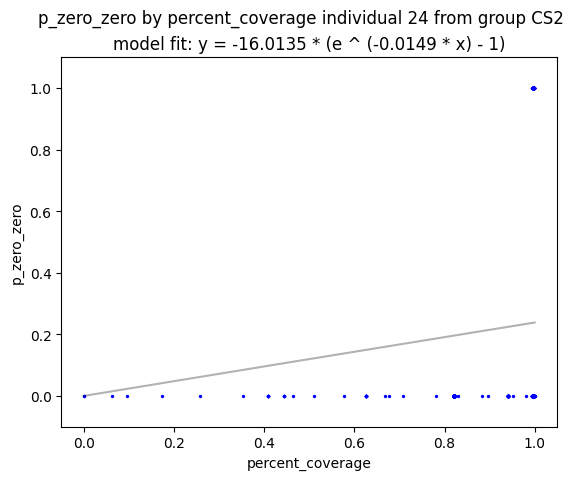 p_zero_zero by percent_coverage individual 24 from group CS2
model fit: y = -16.0135 * (e ^ (-0.0149 * x) - 1)
1.0
0.8
0.6
0.4
0.2
0.0
p_zero_zero
0.0 0.2 0.4 0.6 0.8 1.0
percent_coverage